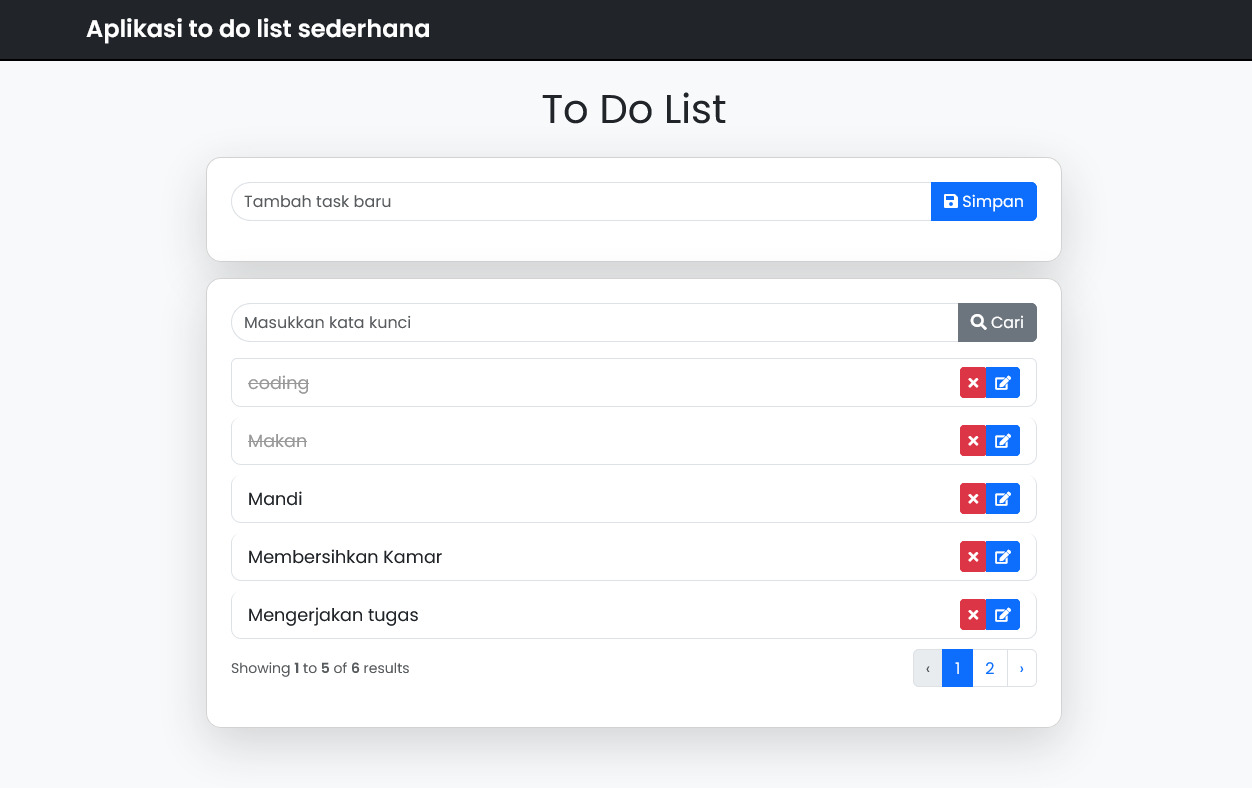 Aplikasi to do list sederhana
To Do List
Tambah task baru
Simpan
Masukkan kata kunci
Cari
coding
Makan
Mandi
Membersihkan Kamar
Mengerjakan tugas
Showing 1 to 5 of 6 results
‹ 1 2 ›